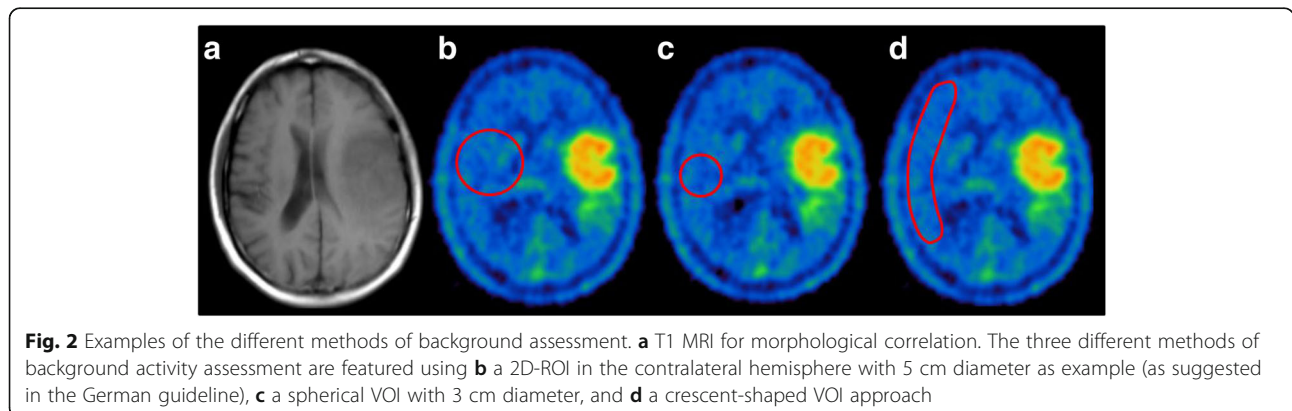 a b c d
Fig. 2 Examples of the different methods of background assessment. a T1 MRI for morphological correlation. The three different methods of
background activity assessment are featured using b a 2D-ROI in the contralateral hemisphere with 5 cm diameter as example (as suggested
in the German guideline), c a spherical VOI with 3 cm diameter, and d a crescent-shaped VOI approach